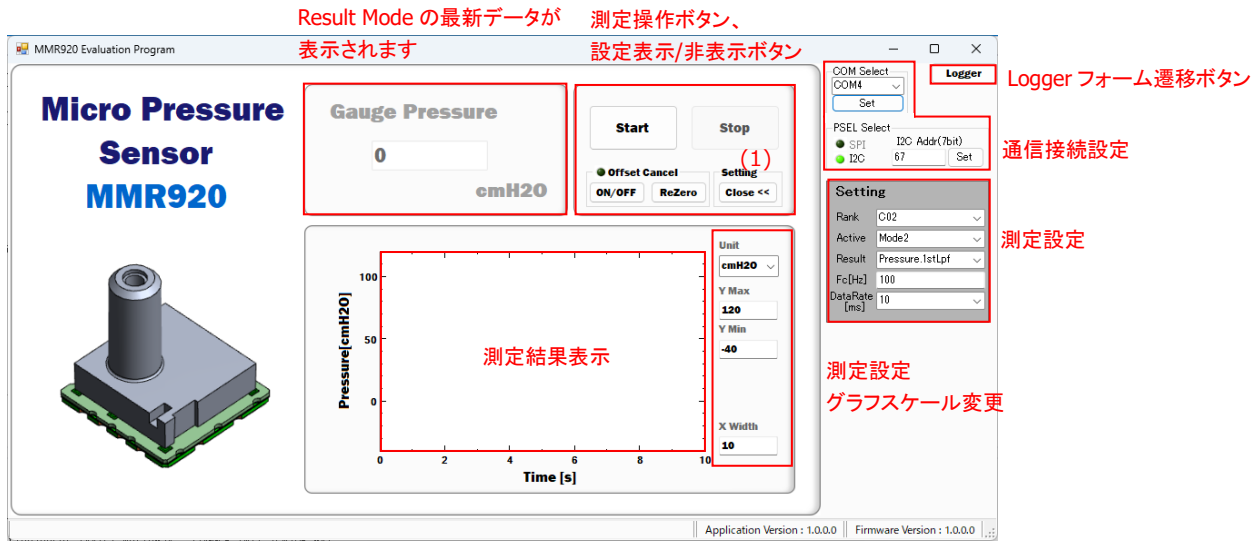 Result Mode の最新データが
表示されます
測定操作ボタン、
設定表示/非表示ボタン
MMR920 Evaluation Program
Micro Pressure
Sensor
MMR920
Gauge Pressure
0
cmH2O
Start
Stop
(1)
Offset Cancel
ON/OFF
ReZero
Setting
Close <<
COM Select
COM4
Set
Logger
Logger フォーム遷移ボタン
PSEL Select
SPI
I2C
I2C Addr(7bit)
67
Set
通信接続設定
Setting
Rank
C02
Active
Mode2
Result
Pressure.1stLpf
Fc[Hz]
100
DataRate
[ms]
10
測定設定
Pressure[cmH2O]
100
50
0
測定結果表示
0
2
4
6
8
10
Time [s]
Unit
cmH2O
Y Max
120
Y Min
-40
X Width
10
測定設定
グラフスケール変更
Application Version : 1.0.0.0
Firmware Version : 1.0.0.0